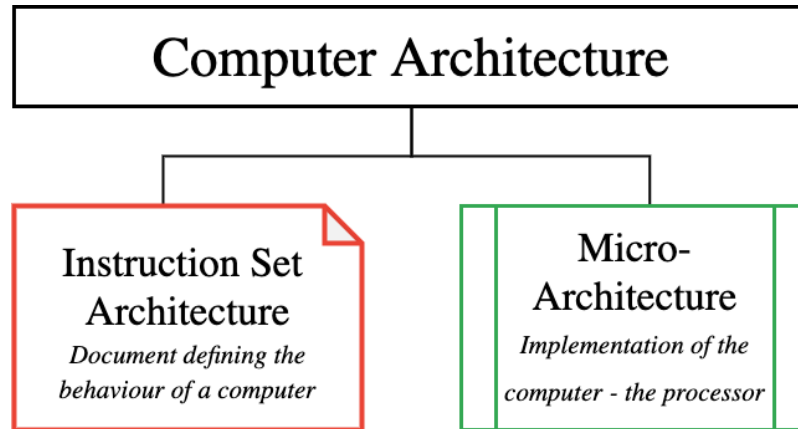 Computer Architecture
Instruction Set
Architecture
Document defining the
behaviour of a computer
Micro-
Architecture
Implementation of the
computer - the processor